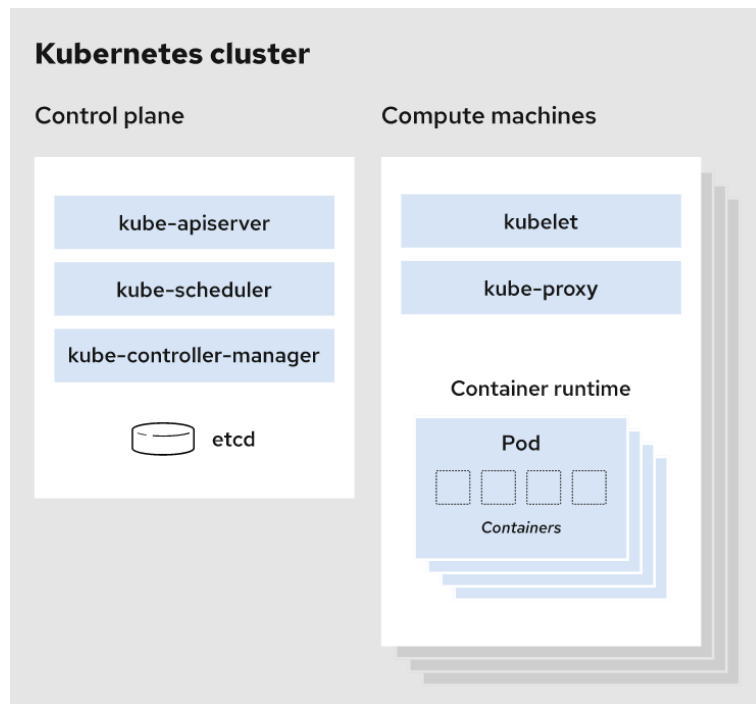 Kubernetes cluster
Control plane
kube-apiserver
kube-scheduler
kube-controller-manager
etcd
Compute machines
kubelet
kube-proxy
Container runtime
Pod
Containers